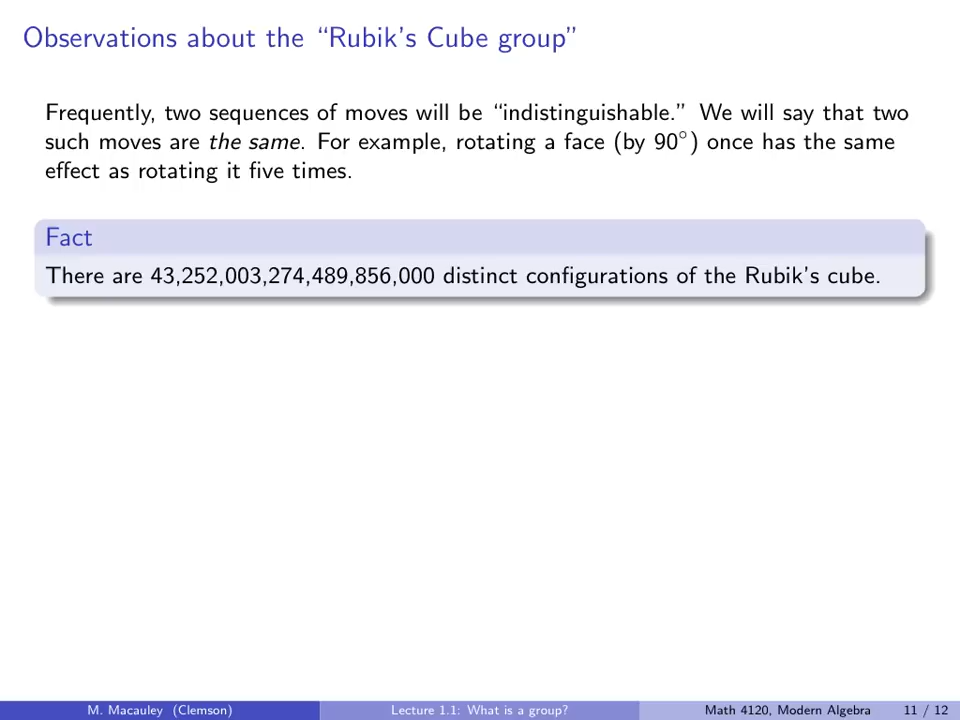 Observations about the “Rubik’s Cube group”
Frequently, two sequences of moves will be “indistinguishable.” We will say that two
such moves are the same. For example, rotating a face (by 90°) once has the same
effect as rotating it five times.
Fact
There are 43,252,003,274,489,856,000 distinct configurations of the Rubik’s cube.
M. Macauley (Clemson) Lecture 1.1: What is a group? Math 4120, Modern Algebra 11 / 12